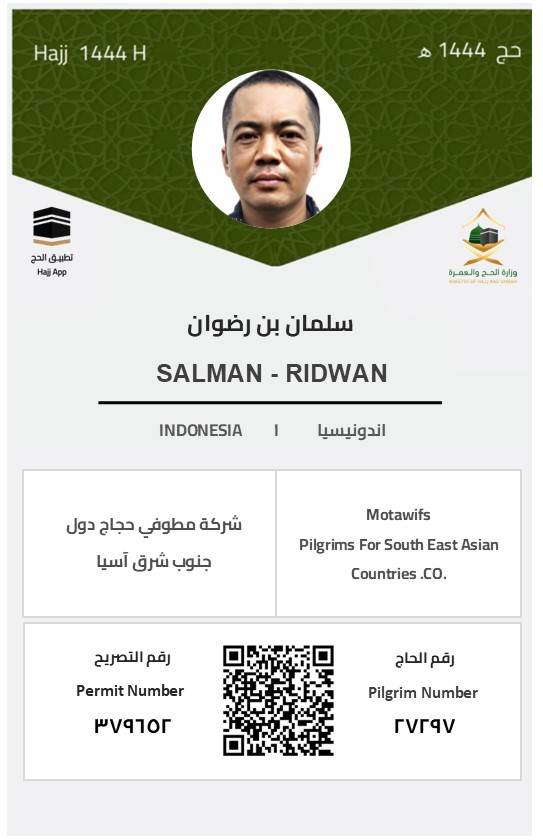 Hajj 1444 H
حج 1444 هـ
تطبيق الحج
Hajj App
وزارة الحج والعمرة
MINISTRY OF HAJJ AND UMRAH
سلمان بن رضوان
SALMAN - RIDWAN
INDONESIA | اندونيسيا
شركة مطوفي حجاج دول
جنوب شرق آسيا
Motawifs
Pilgrims For South East Asian
Countries .CO.
رقم التصريح
Permit Number
٣٧٩٦٥٢
رقم الحاج
Pilgrim Number
٢٧٢٩٧